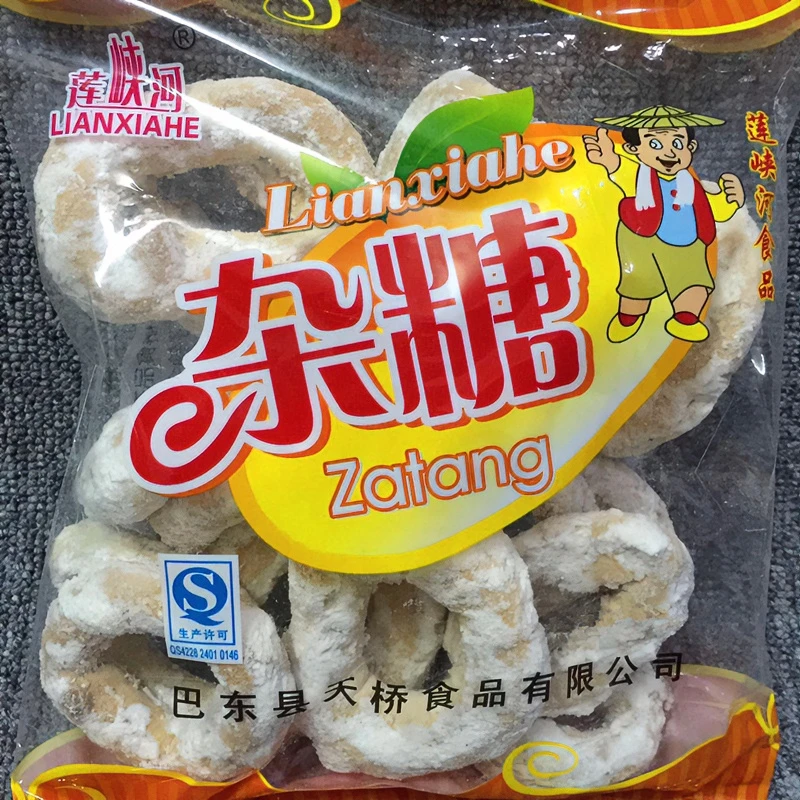 莲峡河®
LIANXIAHE
Lianxiahe
杂糖
Zatang
莲峡河食品
QS
生产许可
QS4228 2401 0146
巴东县天桥食品有限公司